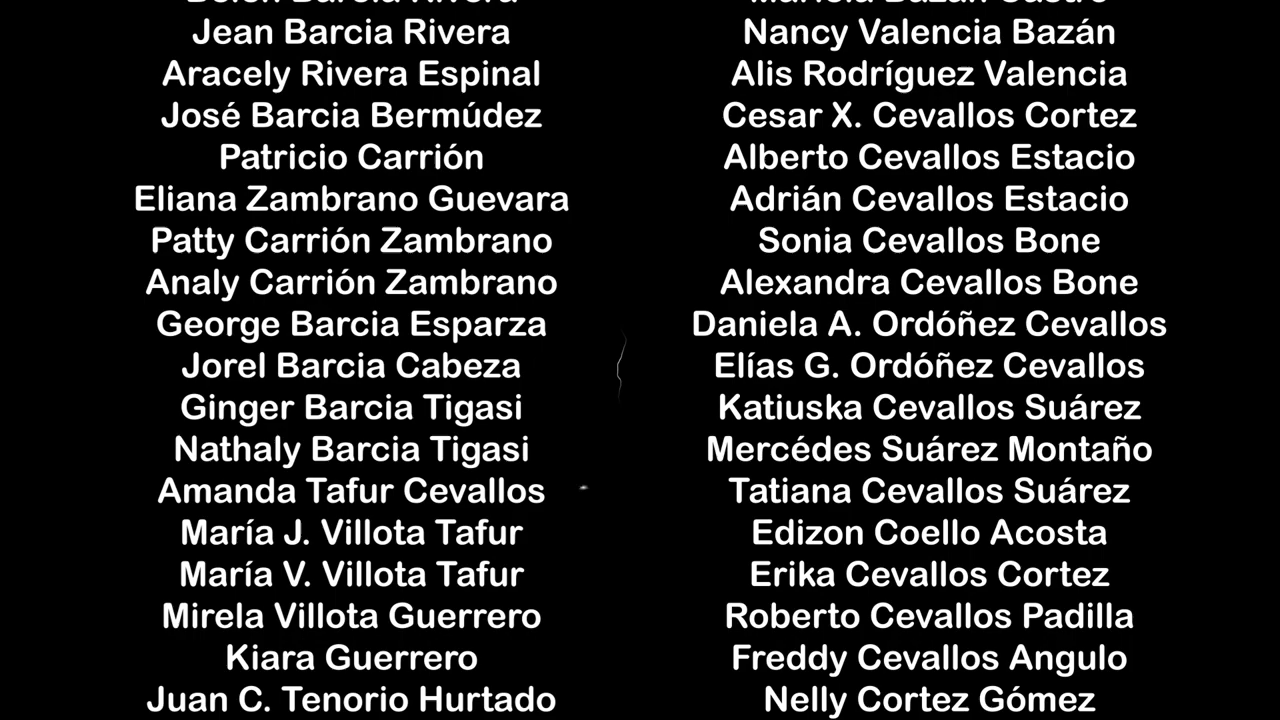 Jean Barcia Rivera
Aracely Rivera Espinal
José Barcia Bermúdez
Patricio Carrión
Eliana Zambrano Guevara
Patty Carrión Zambrano
Analy Carrión Zambrano
George Barcia Esparza
Jorel Barcia Cabeza
Ginger Barcia Tigasi
Nathaly Barcia Tigasi
Amanda Tafur Cevallos
María J. Villota Tafur
María V. Villota Tafur
Mirela Villota Guerrero
Kiara Guerrero
Juan C. Tenorio Hurtado
Nancy Valencia Bazán
Alis Rodríguez Valencia
Cesar X. Cevallos Cortez
Alberto Cevallos Estacio
Adrián Cevallos Estacio
Sonia Cevallos Bone
Alexandra Cevallos Bone
Daniela A. Ordóñez Cevallos
Elías G. Ordóñez Cevallos
Katiuska Cevallos Suárez
Mercédes Suárez Montaño
Tatiana Cevallos Suárez
Edizon Coello Acosta
Erika Cevallos Cortez
Roberto Cevallos Padilla
Freddy Cevallos Angulo
Nelly Cortez Gómez